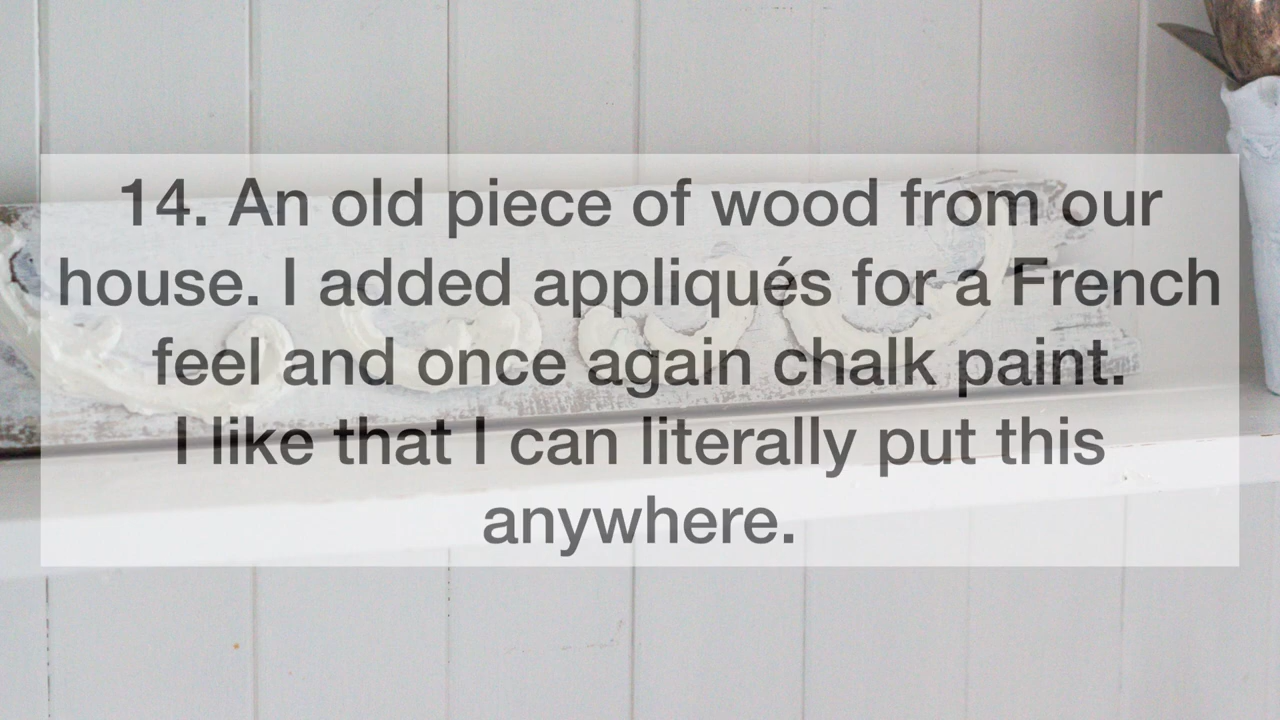 14. An old piece of wood from our
house. I added appliqués for a French
feel and once again chalk paint.
I like that I can literally put this
anywhere.